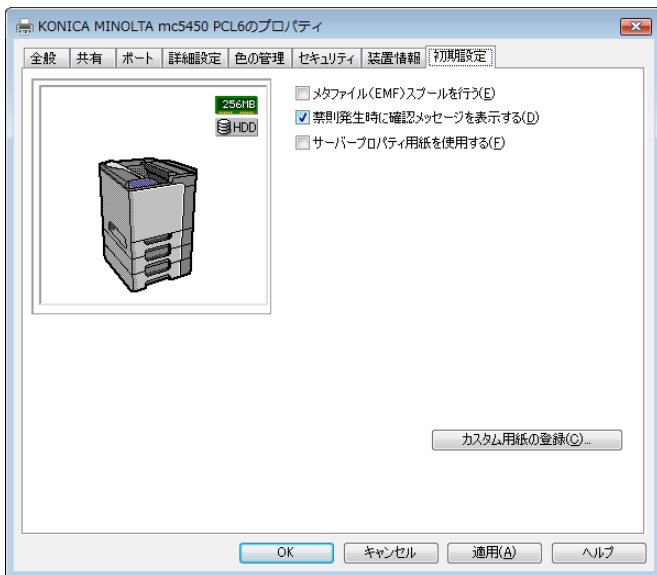 KONICA MINOLTA mc5450 PCL6のプロパティ
全般 共有 ポート 詳細設定 色の管理 セキュリティ 装置情報 初期設定
256MB
HDD
メタファイル(EMF)スプールを行う(E)
禁則発生時に確認メッセージを表示する(D)
サーバープロパティ用紙を使用する(F)
カスタム用紙の登録(C)...
OK キャンセル 適用(A) ヘルプ